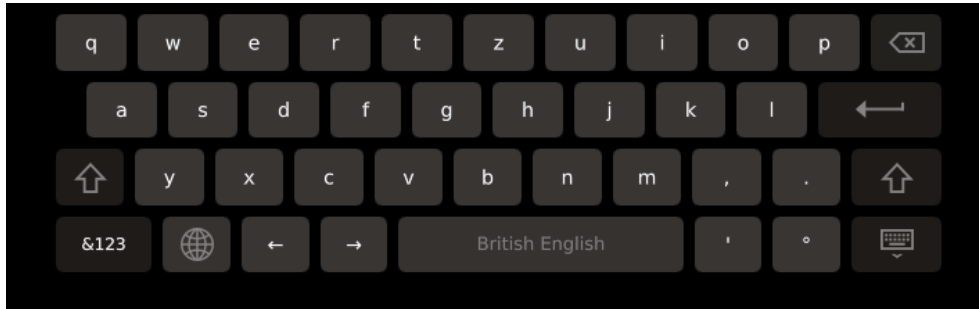 q w e r t z u i o p
a s d f g h j k l
y x c v b n m , .
&123 ← → British English ' °